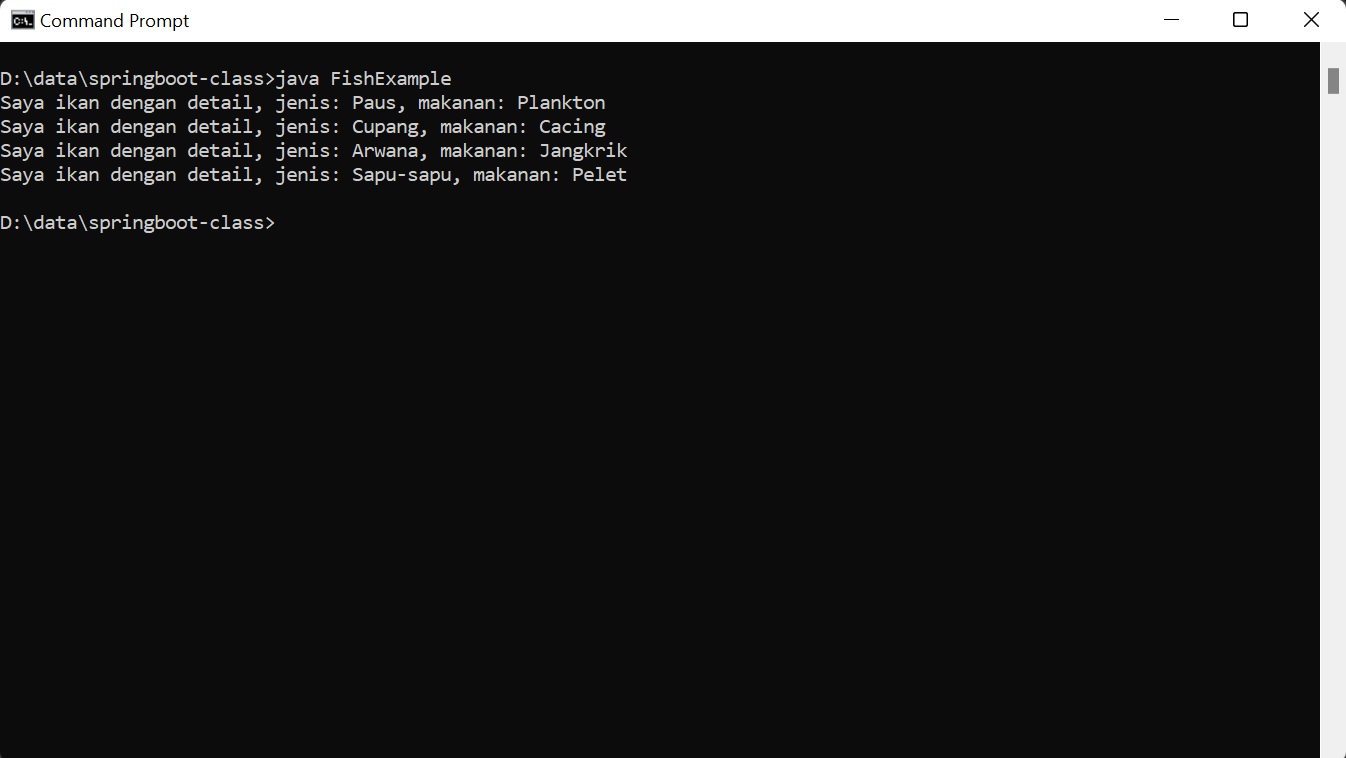 Command Prompt
D:\data\springboot-class>java FishExample
Saya ikan dengan detail, jenis: Paus, makanan: Plankton
Saya ikan dengan detail, jenis: Cupang, makanan: Cacing
Saya ikan dengan detail, jenis: Arwana, makanan: Jangkrik
Saya ikan dengan detail, jenis: Sapu-sapu, makanan: Pelet
D:\data\springboot-class>